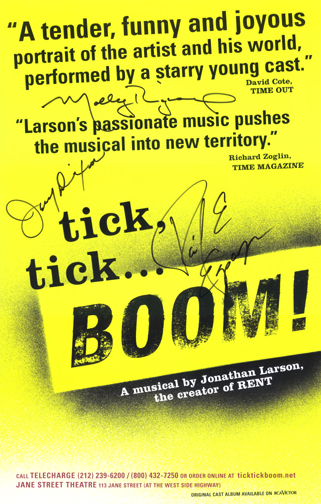 “A tender, funny and joyous
portrait of the artist and his world,
performed by a starry young cast.”
David Cote,
TIME OUT
Molly Ringwald
“Larson’s passionate music pushes
the musical into new territory.”
Richard Zoglin,
TIME MAGAZINE
Jerry Dixon
tick,
tick...
BOOM!
A musical by Jonathan Larson,
the creator of RENT
CALL TELECHARGE (212) 239-6200 / (800) 432-7250 OR ORDER ONLINE AT ticktickboom.net
JANE STREET THEATRE 113 JANE STREET (AT THE WEST SIDE HIGHWAY)
ORIGINAL CAST ALBUM AVAILABLE ON RCA VICTOR